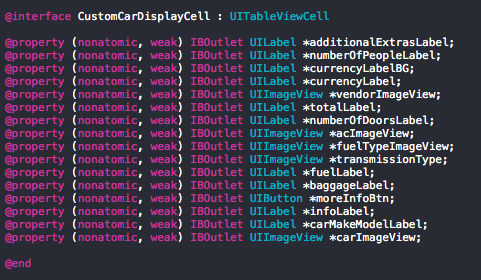 @interface CustomCarDisplayCell : UITableViewCell
@property (nonatomic, weak) IBOutlet UILabel *additionalExtrasLabel;
@property (nonatomic, weak) IBOutlet UILabel *numberOfPeopleLabel;
@property (nonatomic, weak) IBOutlet UILabel *currencyLabelBG;
@property (nonatomic, weak) IBOutlet UILabel *currencyLabel;
@property (nonatomic, weak) IBOutlet UIImageView *vendorImageView;
@property (nonatomic, weak) IBOutlet UILabel *totalLabel;
@property (nonatomic, weak) IBOutlet UILabel *numberOfDoorsLabel;
@property (nonatomic, weak) IBOutlet UIImageView *acImageView;
@property (nonatomic, weak) IBOutlet UIImageView *fuelTypeImageView;
@property (nonatomic, weak) IBOutlet UIImageView *transmissionType;
@property (nonatomic, weak) IBOutlet UILabel *fuelLabel;
@property (nonatomic, weak) IBOutlet UILabel *baggageLabel;
@property (nonatomic, weak) IBOutlet UIButton *moreInfoBtn;
@property (nonatomic, weak) IBOutlet UILabel *infoLabel;
@property (nonatomic, weak) IBOutlet UILabel *carMakeModelLabel;
@property (nonatomic, weak) IBOutlet UIImageView *carImageView;
@end